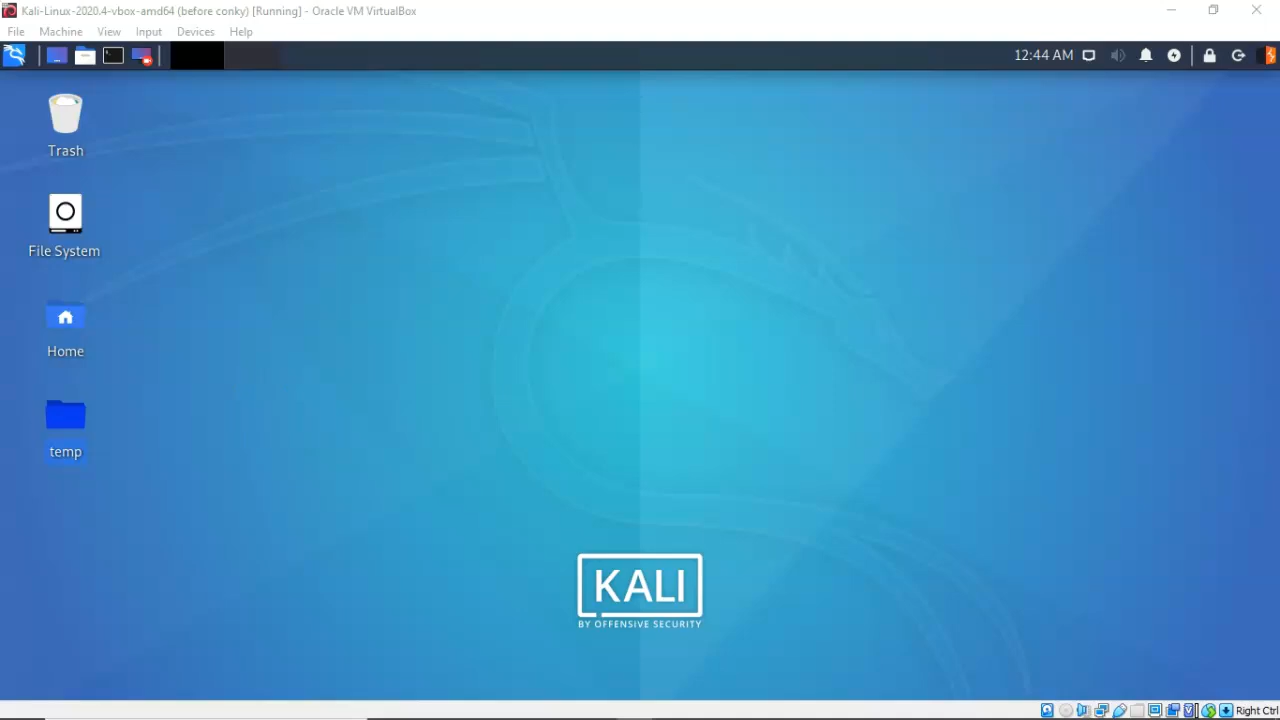 Kali-Linux-2020.4-vbox-amd64 (before conky) [Running] - Oracle VM VirtualBox
File Machine View Input Devices Help
12:44 AM
Trash
File System
Home
temp
KALI
BY OFFENSIVE SECURITY
Right Ctrl